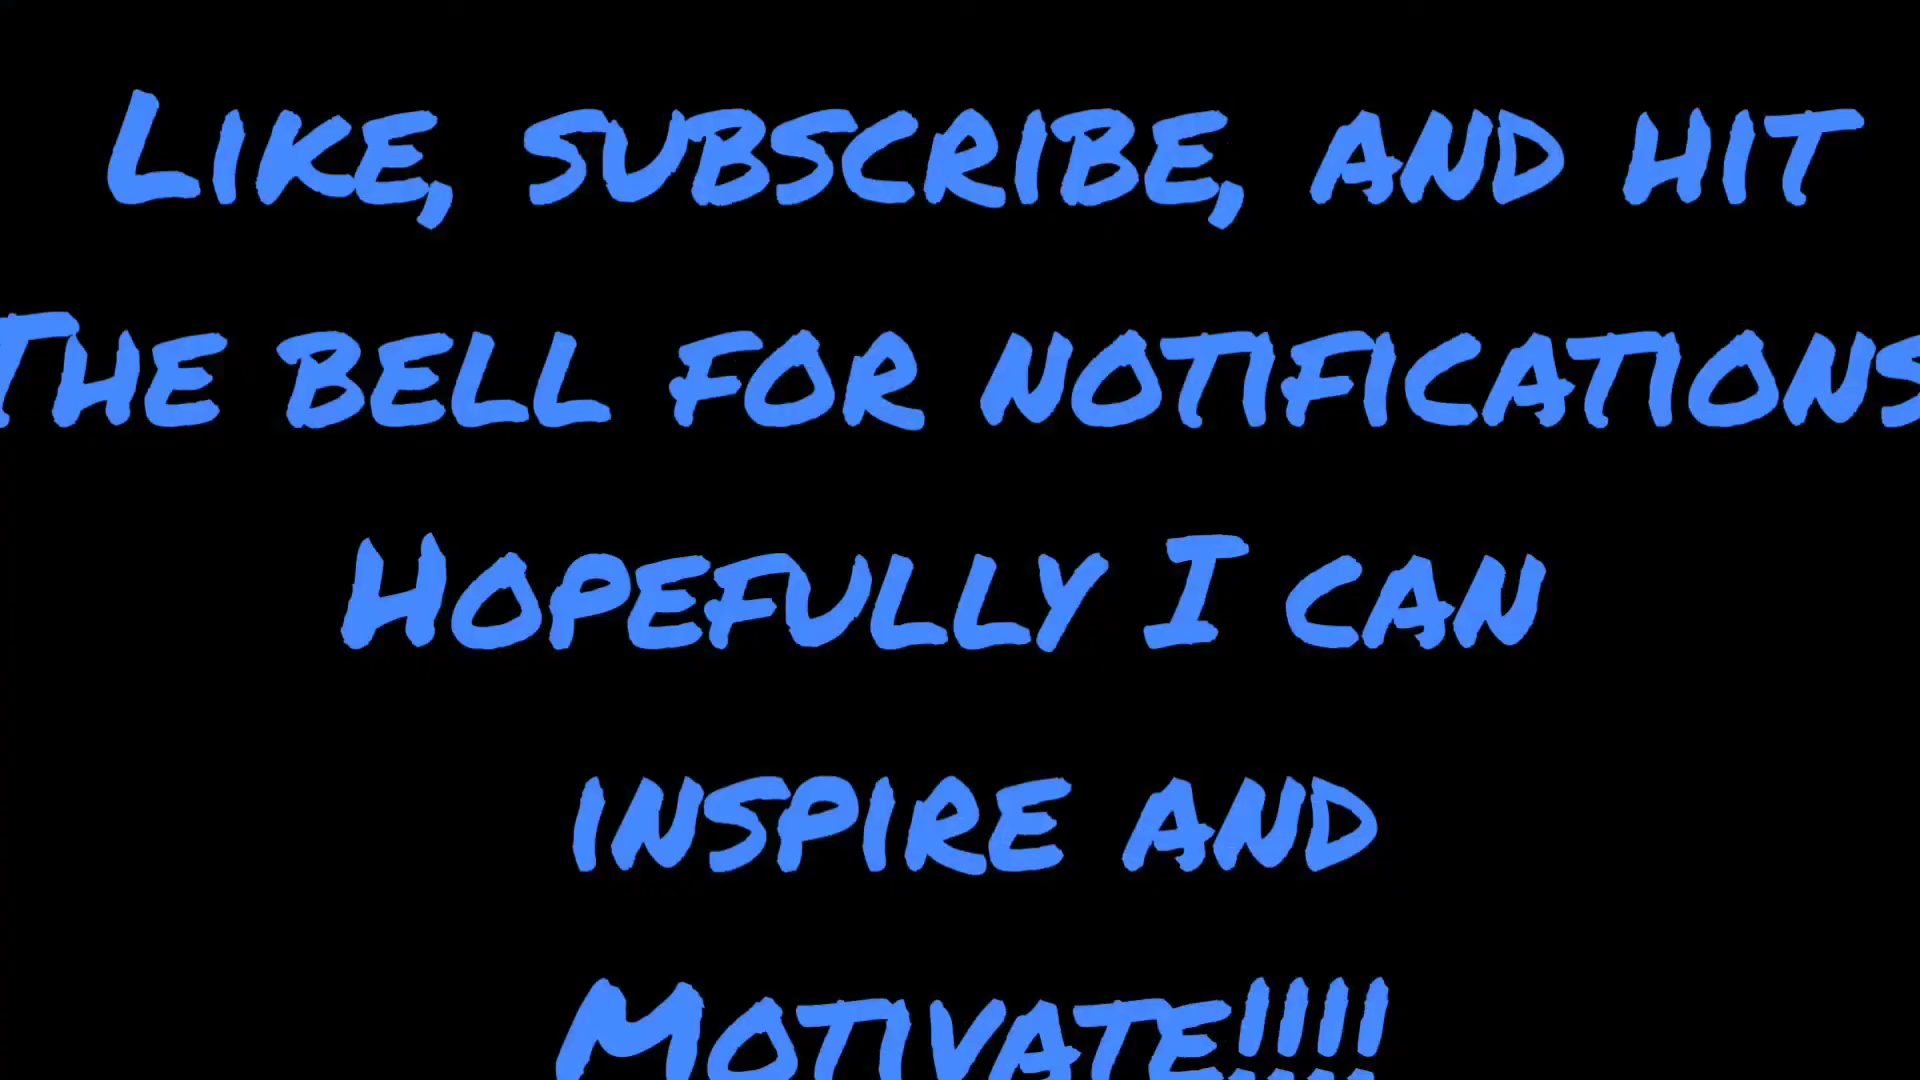 Like, subscribe, and hit
The bell for notifications
Hopefully I can
inspire and
Motivate!!!!